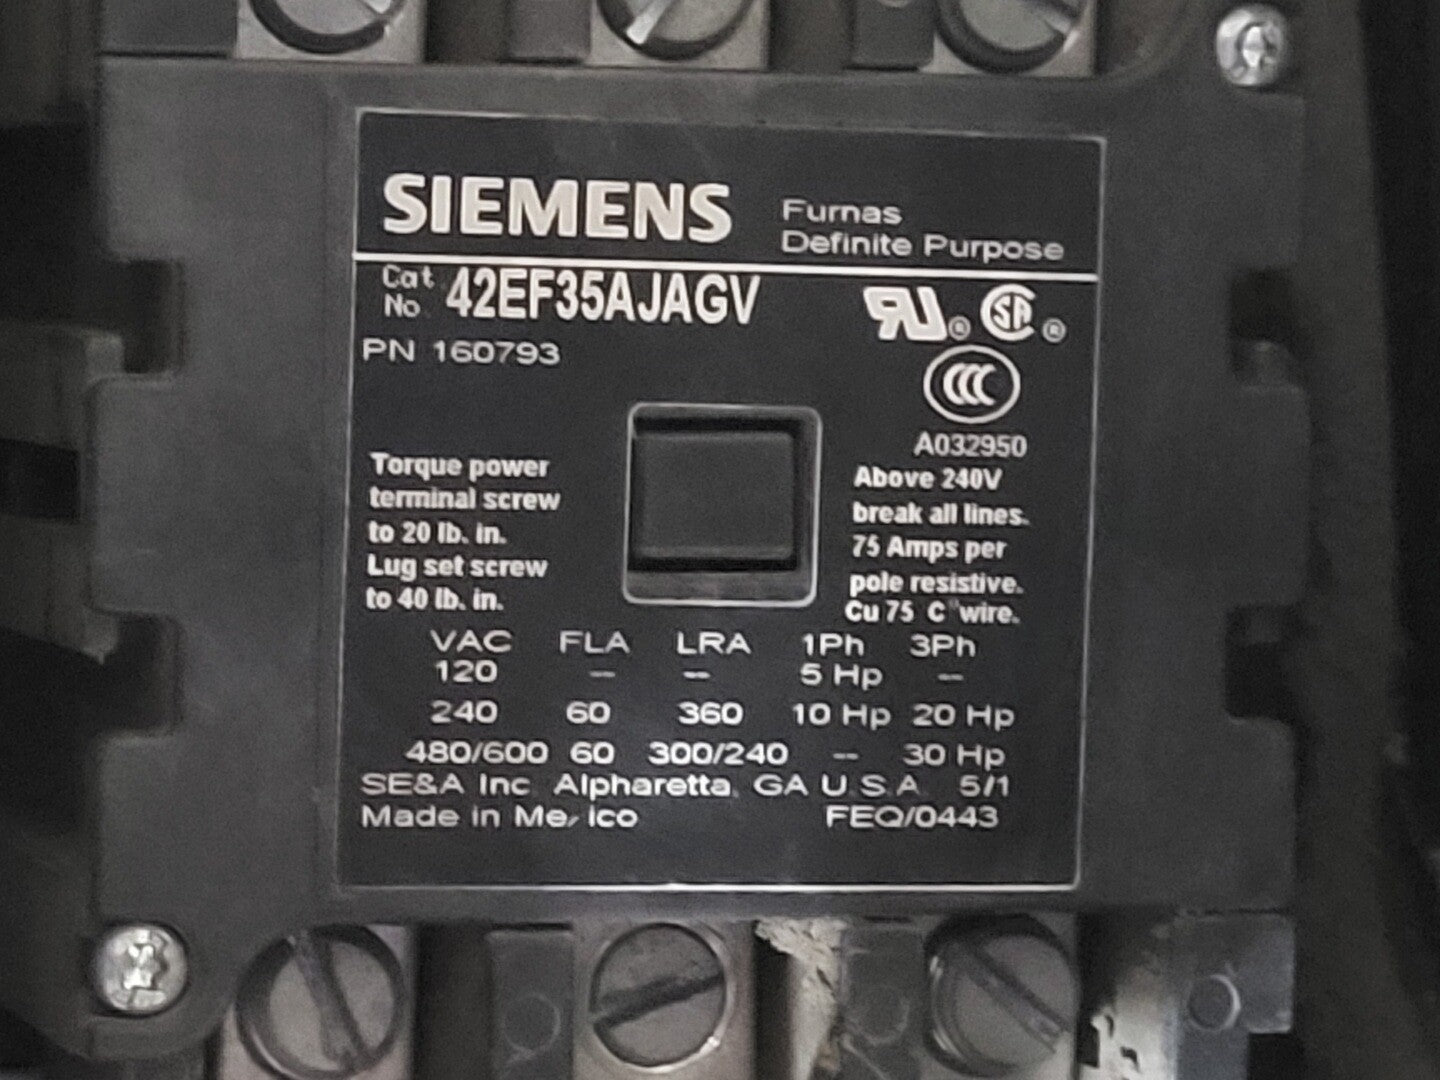 SIEMENS
Furnas
Definite Purpose
Cat
No. 42EF35AJAGV
PN 160793
UR® SA®
CCC
A032950
Torque power
terminal screw
to 20 lb. in.
Lug set screw
to 40 lb. in.
Above 240V
break all lines.
75 Amps per
pole resistive.
Cu 75 C° wire.
VAC FLA LRA 1Ph 3Ph
120 -- -- 5 Hp --
240 60 360 10 Hp 20 Hp
480/600 60 300/240 -- 30 Hp
SE&A Inc. Alpharetta, GA U.S.A. 5/1
Made in Mexico FEQ/0443